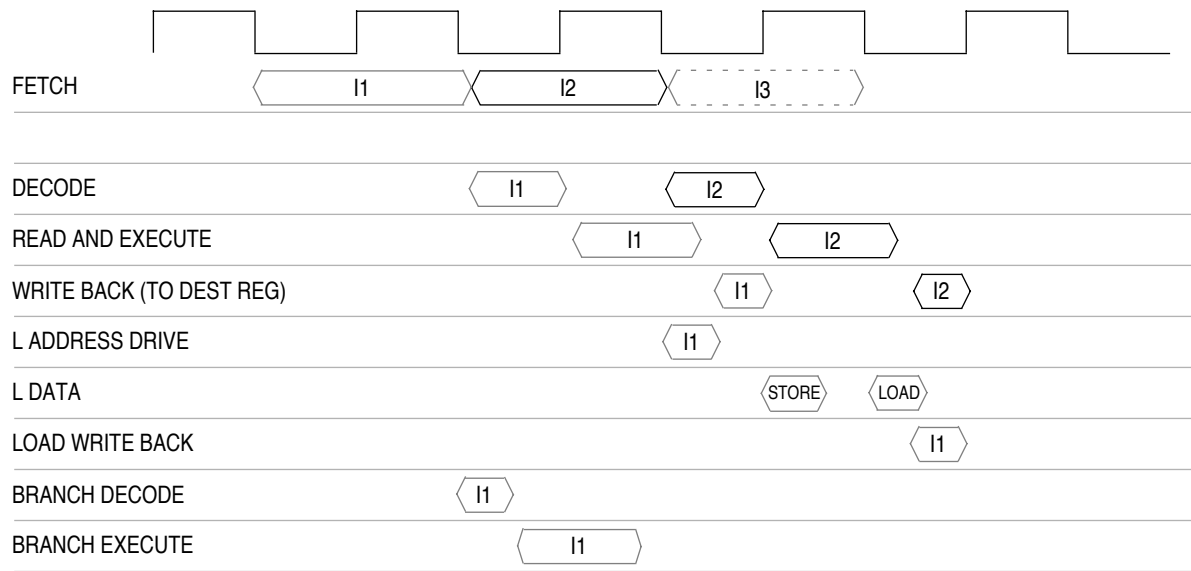 FETCH I1 I2 I3
DECODE I1 I2
READ AND EXECUTE I1 I2
WRITE BACK (TO DEST REG) I1 I2
L ADDRESS DRIVE I1
L DATA STORE LOAD
LOAD WRITE BACK I1
BRANCH DECODE I1
BRANCH EXECUTE I1